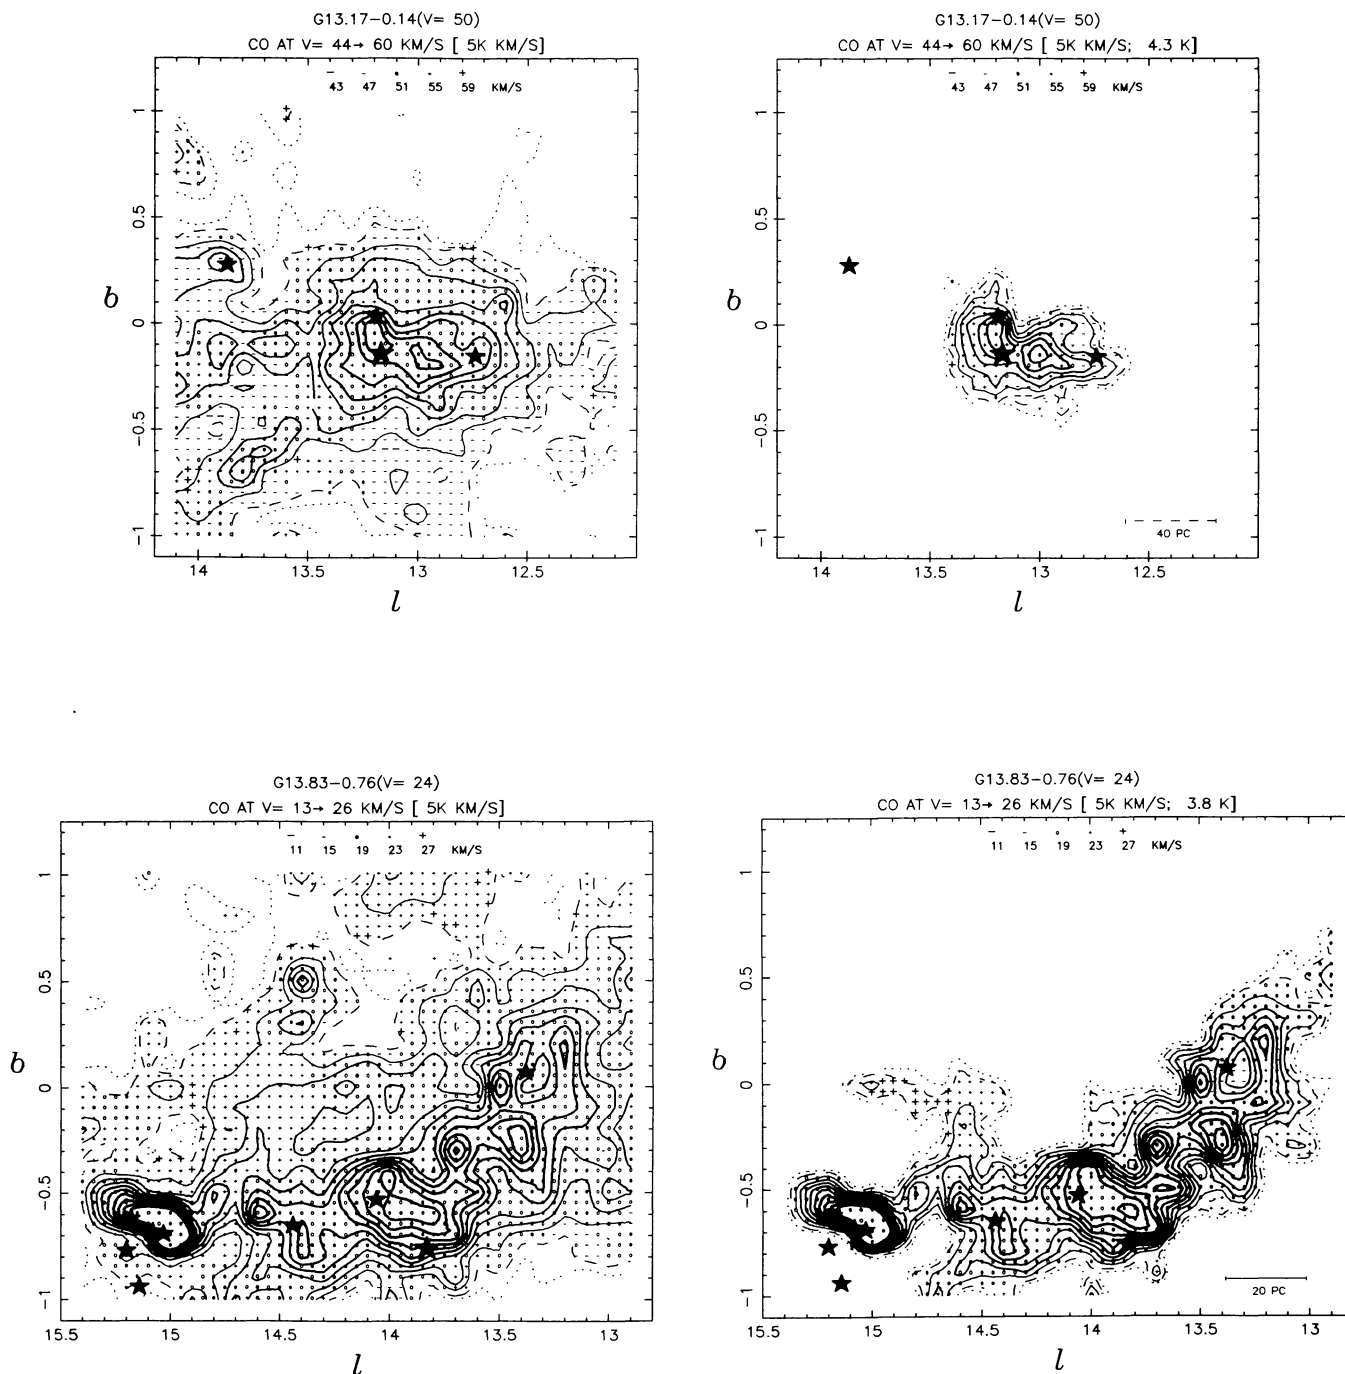 G13.17−0.14(V= 50)
CO AT V= 44→ 60 KM/S [ 5K KM/S]
43 47 51 55 59 KM/S
1
0.5
0
−0.5
−1
b
14 13.5 13 12.5
l
G13.17−0.14(V= 50)
CO AT V= 44→ 60 KM/S [ 5K KM/S; 4.3 K]
43 47 51 55 59 KM/S
1
0.5
0
−0.5
−1
b
40 PC
14 13.5 13 12.5
l
G13.83−0.76(V= 24)
CO AT V= 13→ 26 KM/S [ 5K KM/S]
11 15 19 23 27 KM/S
1
0.5
0
−0.5
−1
b
15.5 15 14.5 14 13.5 13
l
G13.83−0.76(V= 24)
CO AT V= 13→ 26 KM/S [ 5K KM/S; 3.8 K]
11 15 19 23 27 KM/S
1
0.5
0
−0.5
−1
b
20 PC
15.5 15 14.5 14 13.5 13
l